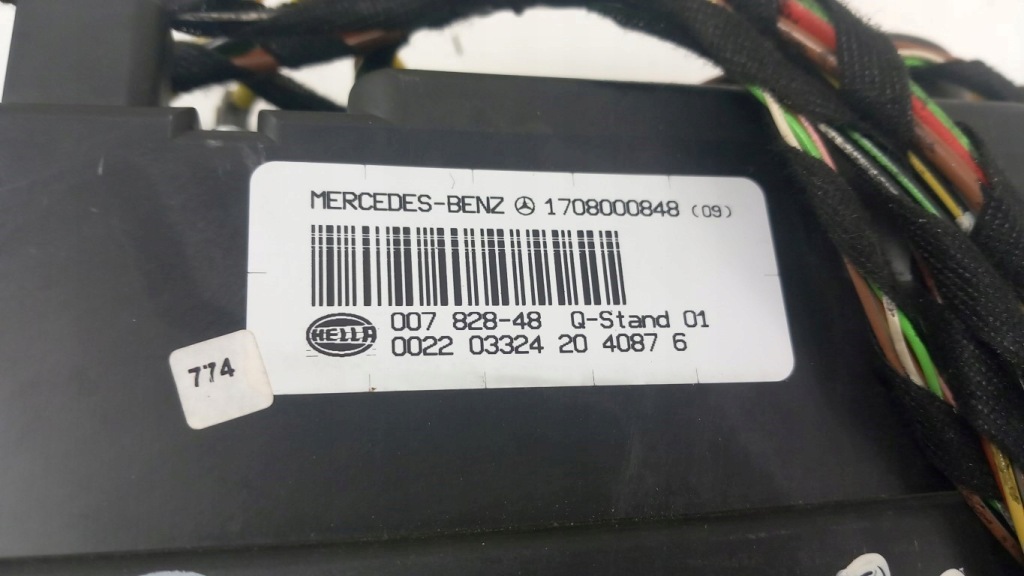 MERCEDES-BENZ 1708000848 (09)
HELLA 007 828-48 Q-Stand 01
0022 03324 20 4087 6
774